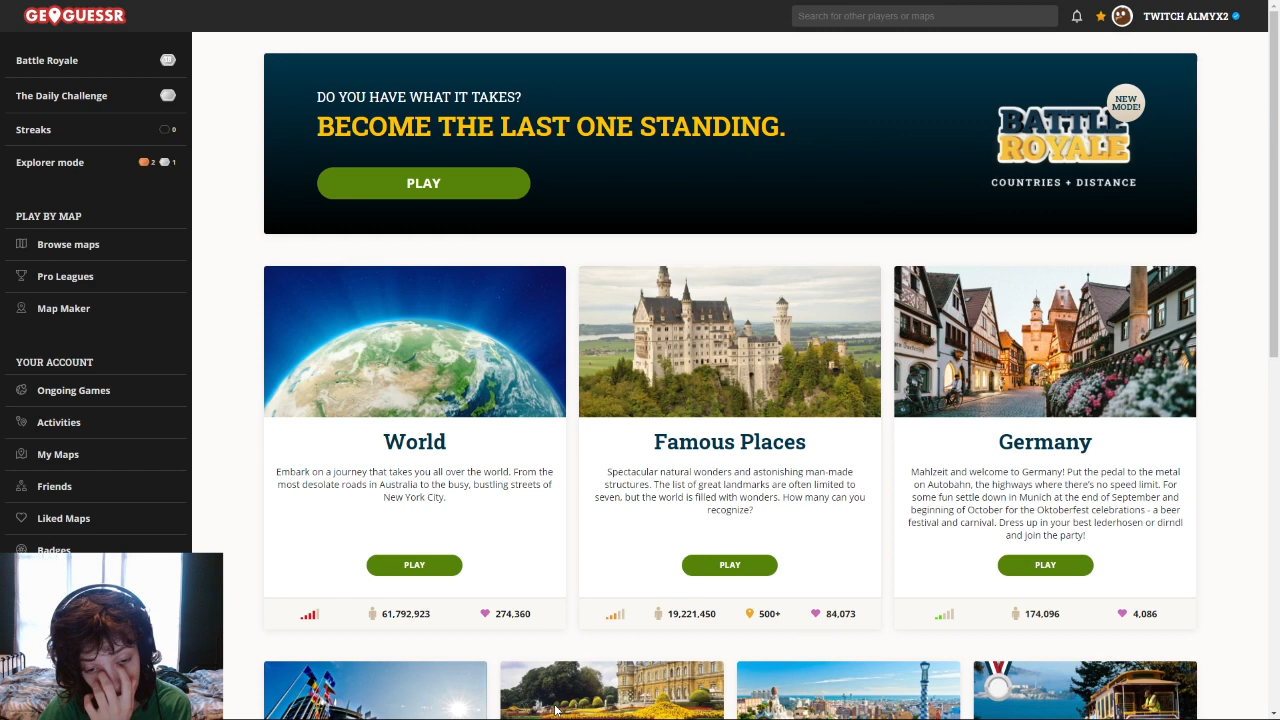 GEOGUESSR
Search for other players or maps
TWITCH ALMYX2
Battle Royale
18
The Daily Challenge
Streaks
0
Explorer mode
2
1
PLAY BY MAP
Browse maps
Pro Leagues
Map Maker
YOUR ACCOUNT
Ongoing Games
Activities
My Maps
Friends
Liked Maps
Badges
DO YOU HAVE WHAT IT TAKES?
BECOME THE LAST ONE STANDING.
PLAY
NEW
MODE!
BATTLE
ROYALE
COUNTRIES + DISTANCE
World
Embark on a journey that takes you all over the world. From the
most desolate roads in Australia to the busy, bustling streets of
New York City.
PLAY
61,792,923
274,360
Famous Places
Spectacular natural wonders and astonishing man-made
structures. The list of great landmarks are often limited to
seven, but the world is filled with wonders. How many can you
recognize?
PLAY
19,221,450
500+
84,073
Germany
Mahlzeit and welcome to Germany! Put the pedal to the metal
on Autobahn, the highways where there's no speed limit. For
some fun settle down in Munich at the end of September and
beginning of October for the Oktoberfest celebrations - a beer
festival and carnival. Dress up in your best lederhosen or dirndl
and join the party!
PLAY
174,096
4,086